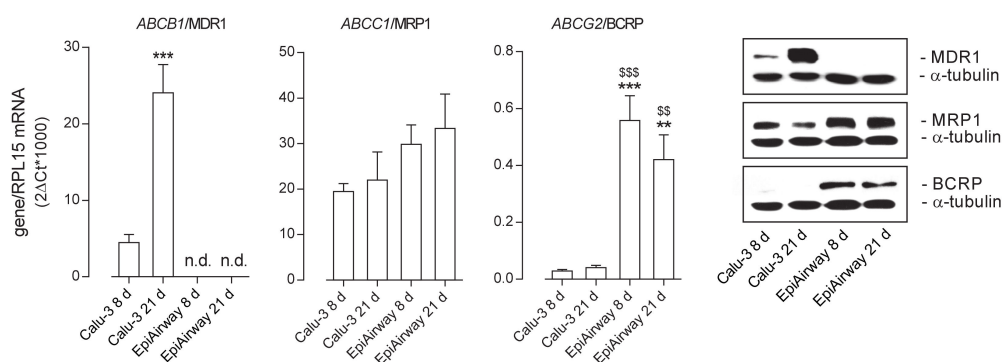 ABCB1/MDR1
gene/RPL15 mRNA
(2ΔCt*1000)
30
20
10
0
***
n.d. n.d.
Calu-3 8 d
Calu-3 21 d
EpiAirway 8 d
EpiAirway 21 d
ABCC1/MRP1
50
40
30
20
10
0
Calu-3 8 d
Calu-3 21 d
EpiAirway 8 d
EpiAirway 21 d
ABCG2/BCRP
0.8
0.6
0.4
0.2
0.0
$$$
***
$$
**
Calu-3 8 d
Calu-3 21 d
EpiAirway 8 d
EpiAirway 21 d
- MDR1
- α-tubulin
- MRP1
- α-tubulin
- BCRP
- α-tubulin
Calu-3 8 d
Calu-3 21 d
EpiAirway 8 d
EpiAirway 21 d